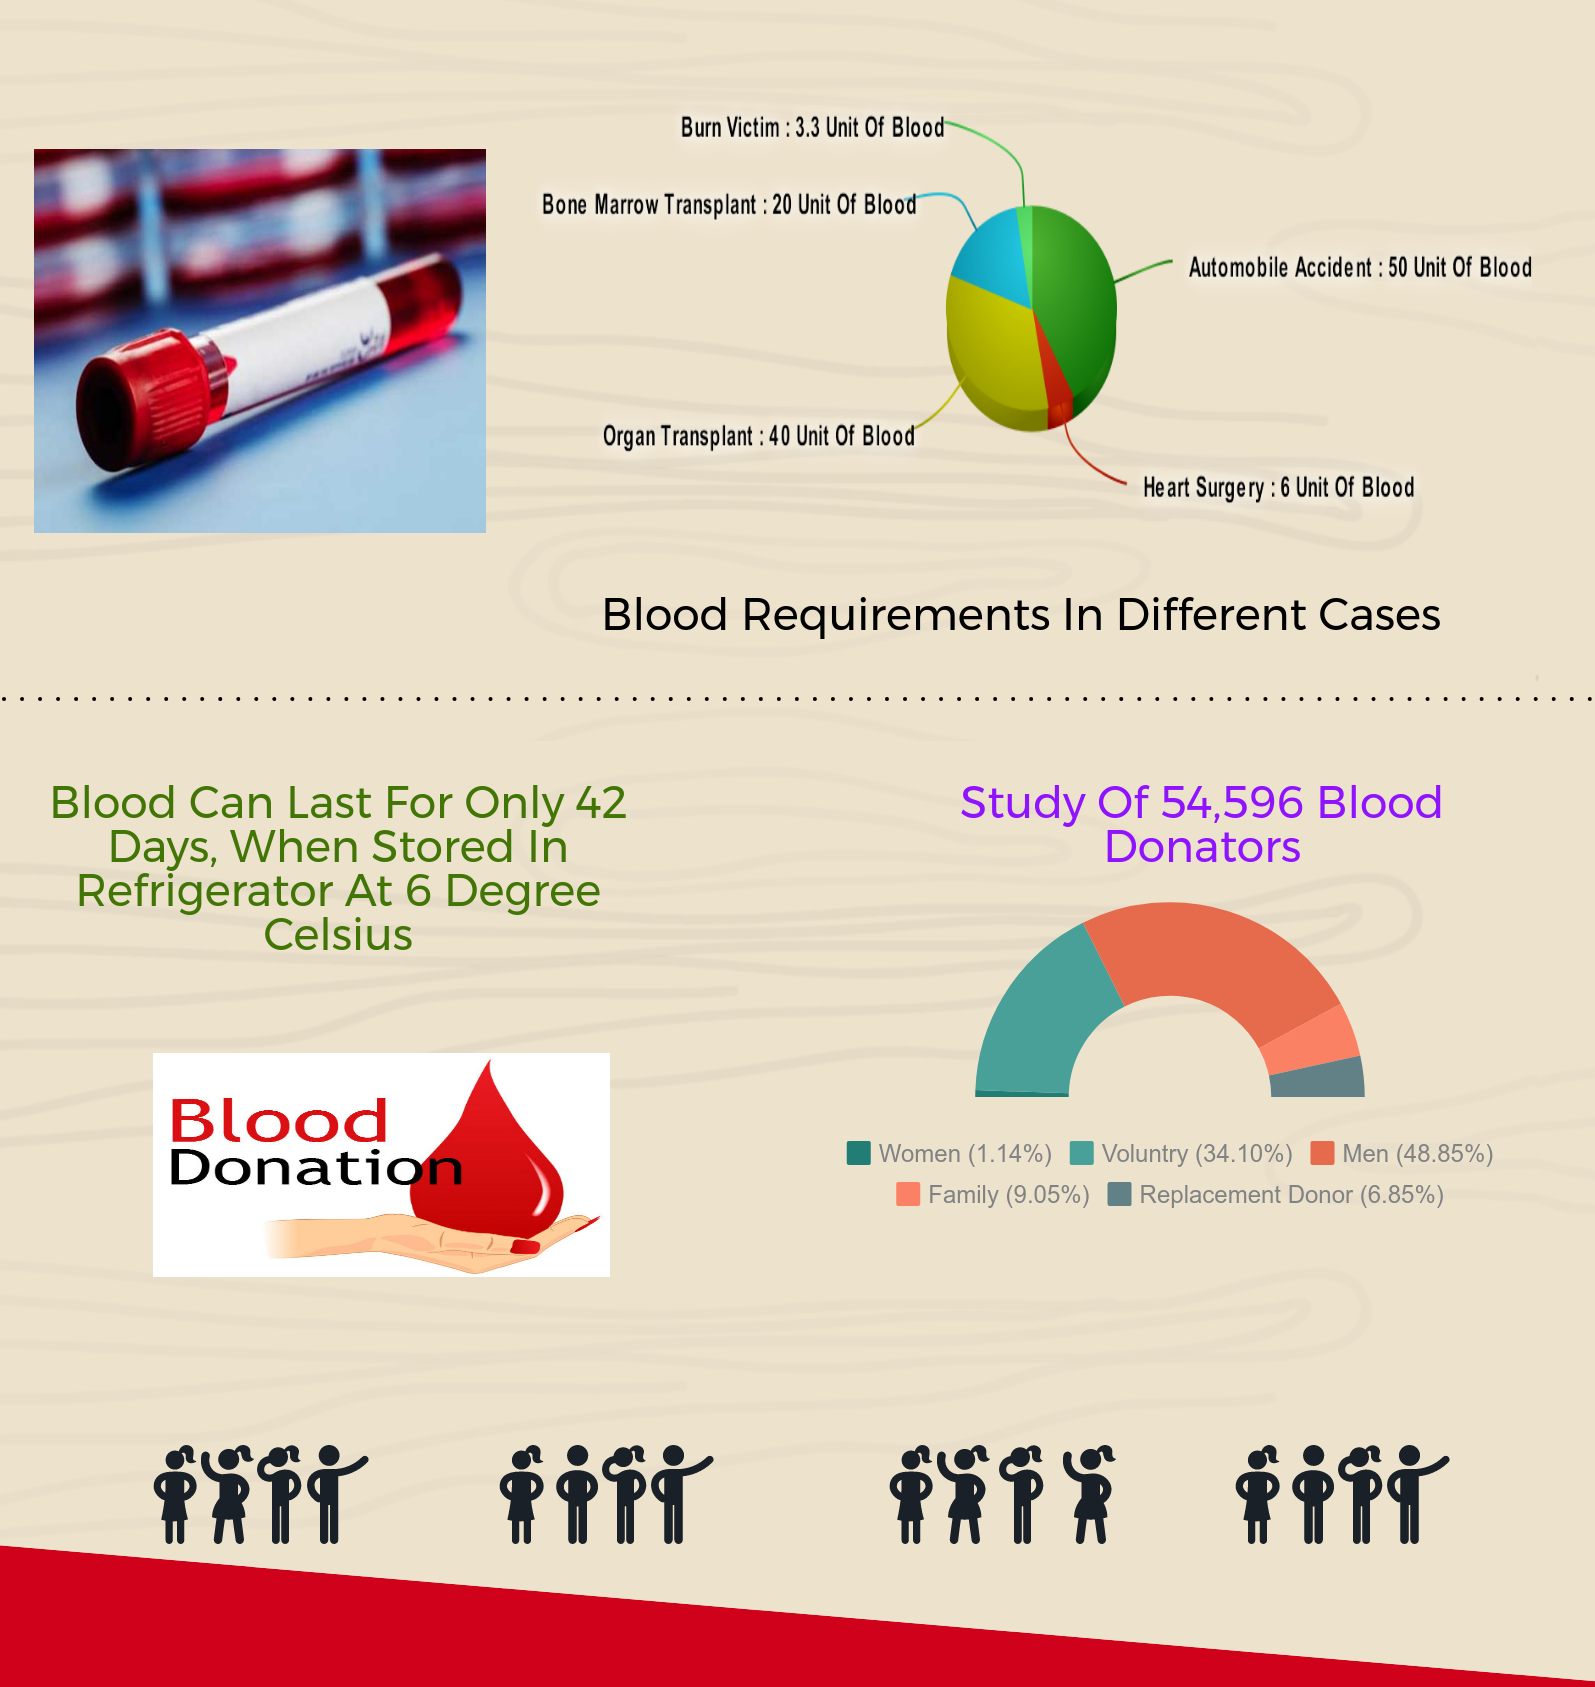 Burn Victim : 3.3 Unit Of Blood
Bone Marrow Transplant : 20 Unit Of Blood
Automobile Accident : 50 Unit Of Blood
Organ Transplant : 40 Unit Of Blood
Heart Surgery : 6 Unit Of Blood
Blood Requirements In Different Cases
Blood Can Last For Only 42
Days, When Stored In
Refrigerator At 6 Degree
Celsius
Study Of 54,596 Blood
Donators
Blood
Donation
Women (1.14%) Voluntry (34.10%) Men (48.85%)
Family (9.05%) Replacement Donor (6.85%)